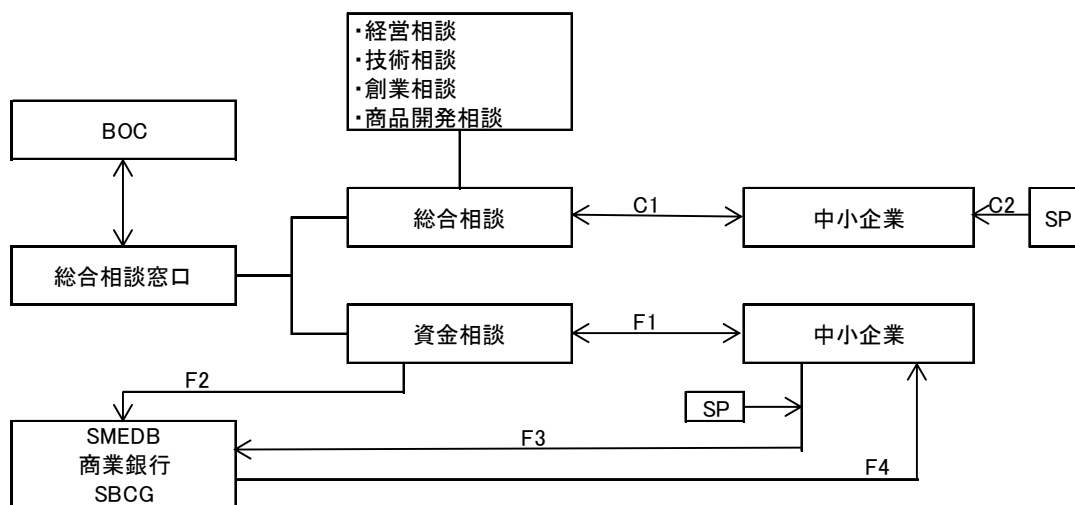 ・経営相談
・技術相談
・創業相談
・商品開発相談
BOC
総合相談
C1
中小企業
C2
SP
総合相談窓口
資金相談
F1
中小企業
F2
SP
SMEDB
商業銀行
SBCG
F3
F4